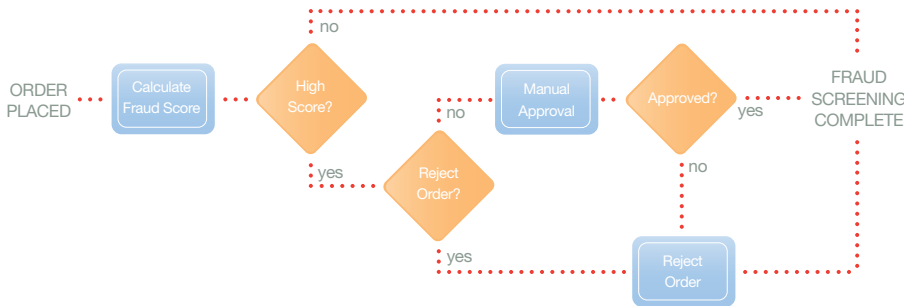 no
ORDER
PLACED
Calculate
Fraud Score
High
Score?
Manual
Approval
Approved?
FRAUD
SCREENING
COMPLETE
no
yes
yes
Reject
Order?
no
yes
Reject
Order